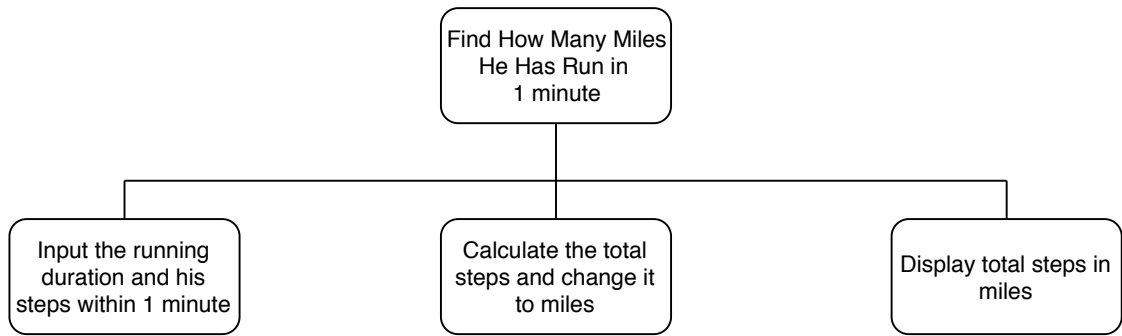 Find How Many Miles
He Has Run in
1 minute
Input the running
duration and his
steps within 1 minute
Calculate the total
steps and change it
to miles
Display total steps in
miles